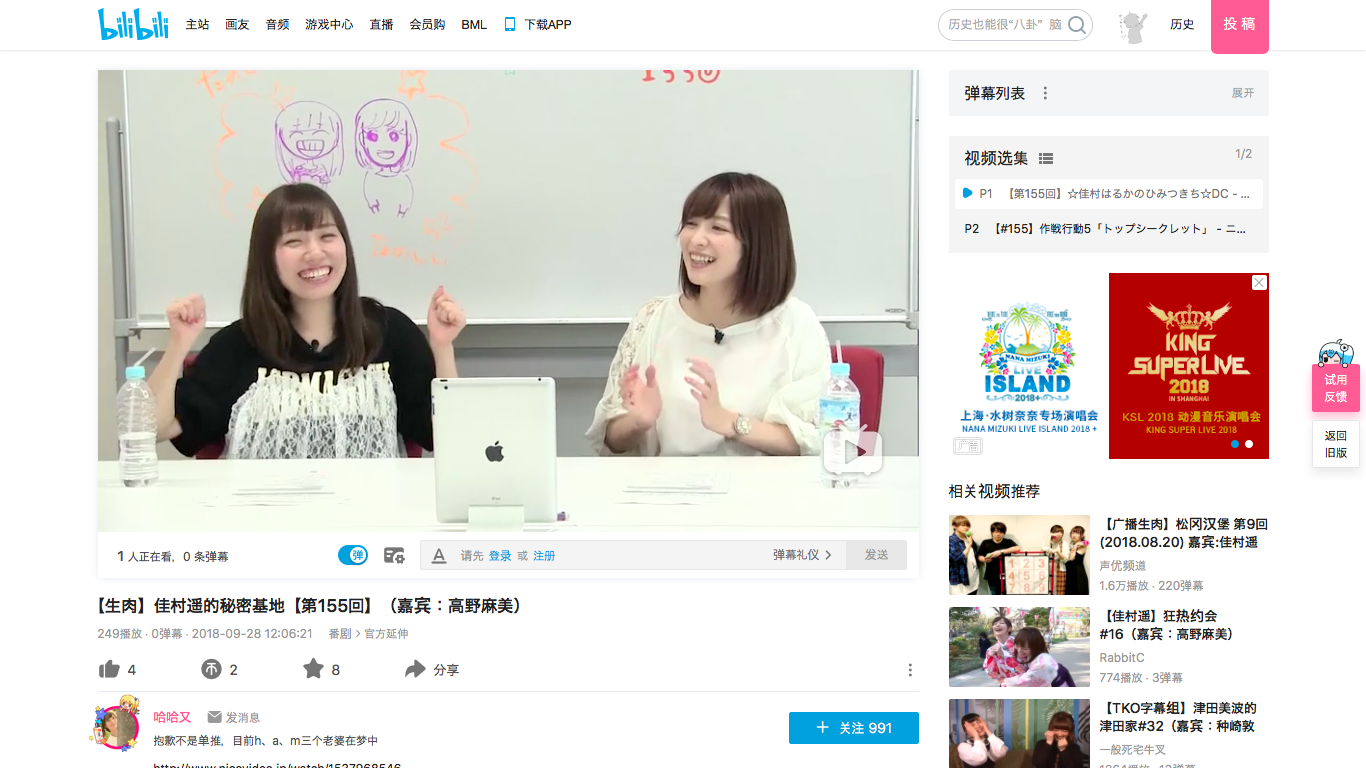 bilibili
主站
画友
音频
游戏中心
直播
会员购
BML
下载APP
历史也能很“八卦” 脑
历史
投稿
弹幕列表
展开
视频选集
1/2
P1 【第155回】☆佳村はるかのひみつきち☆DC - ...
P2 【#155】作戦行動5「トップシークレット」 - ニ...
iPad
NANA MIZUKI
LIVE
ISLAND
2018+
上海·水树奈奈专场演唱会
NANA MIZUKI LIVE ISLAND 2018 +
广告
KING
SUPERLIVE
2018
IN SHANGHAI
KSL 2018 动漫音乐演唱会
KING SUPER LIVE 2018
试用
反馈
返回
旧版
1 人正在看, 0 条弹幕
弹
请先 登录 或 注册
弹幕礼仪
发送
【生肉】佳村遥的秘密基地【第155回】（嘉宾：高野麻美）
249播放 · 0弹幕 · 2018-09-28 12:06:21 番剧 > 官方延伸
4
2
8
分享
哈哈又
发消息
抱歉不是单推，目前h、a、m三个老婆在梦中
http://www.nicovideo.jp/watch/1537968546
+ 关注 991
相关视频推荐
【广播生肉】松冈汉堡 第9回
(2018.08.20) 嘉宾:佳村遥
声优频道
1.6万播放 · 220弹幕
【佳村遥】狂热约会
#16（嘉宾：高野麻美）
RabbitC
774播放 · 3弹幕
【TKO字幕组】津田美波的
津田家#32（嘉宾：种崎敦
一般死宅牛叉